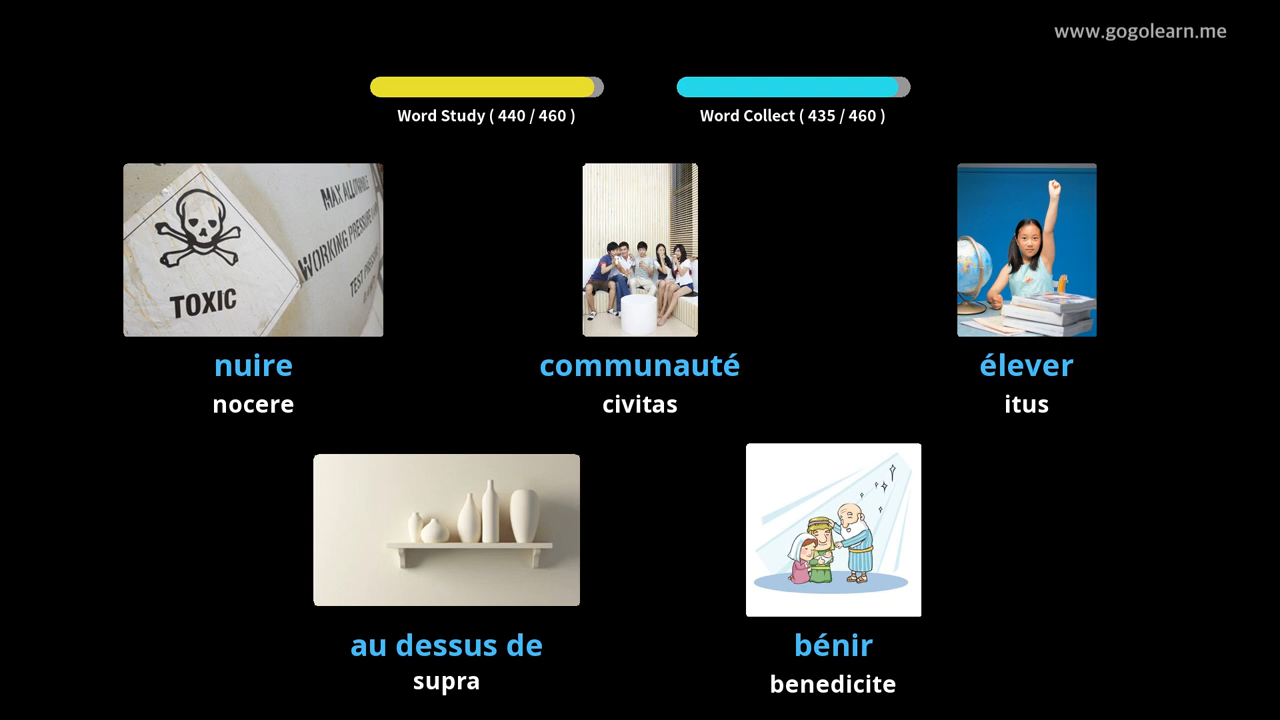 www.gogolearn.me
Word Study ( 440 / 460 )
Word Collect ( 435 / 460 )
TOXIC
MAX ALLOWABLE
WORKING PRESSURE
TEST
nuire
nocere
communauté
civitas
élever
itus
au dessus de
supra
bénir
benedicite